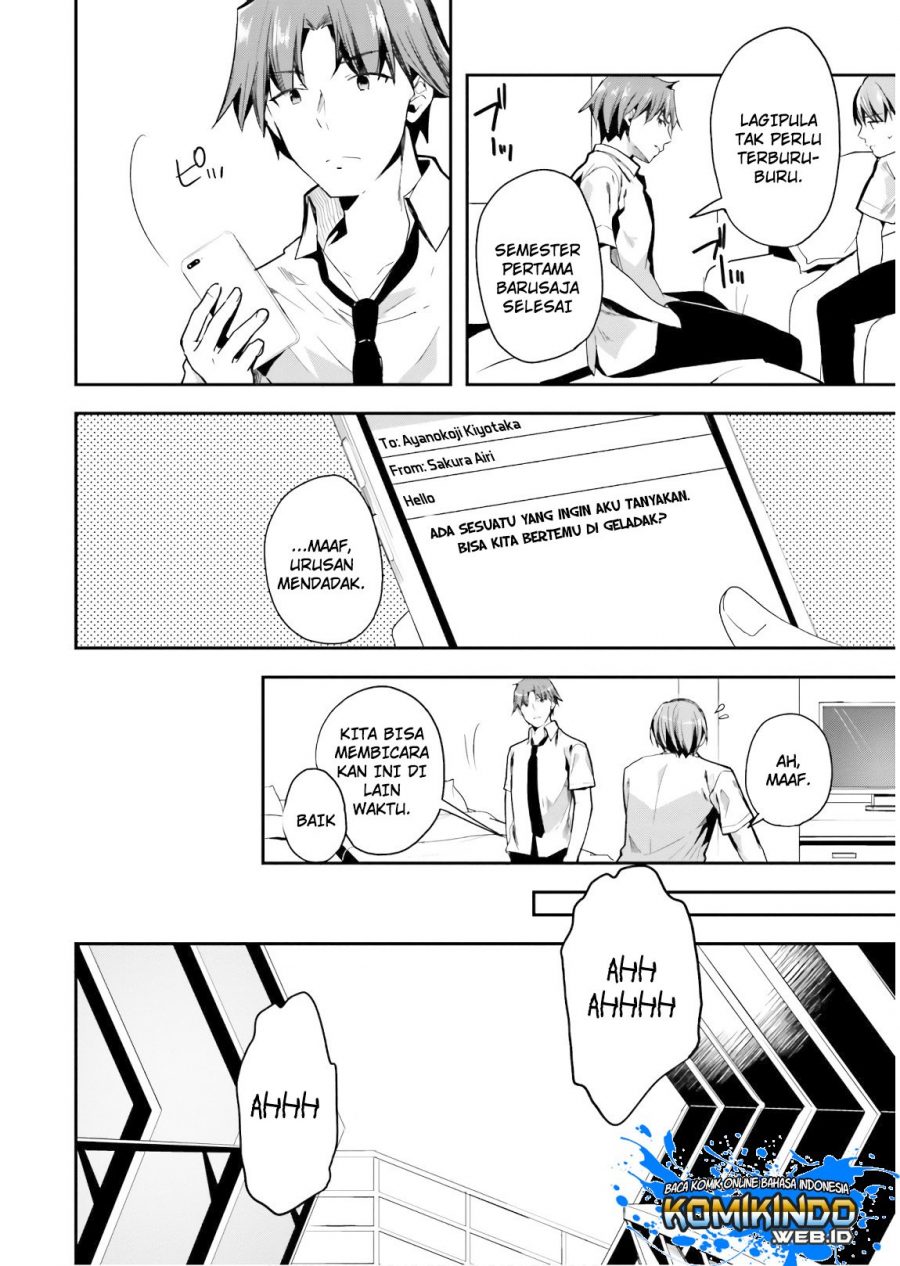 LAGIPULA
TAK PERLU
TERBURU-
BURU.
SEMESTER
PERTAMA
BARUSAJA
SELESAI
ピッ
To: Ayanokoji Kiyotaka
From: Sakura Airi
Hello
ADA SESUATU YANG INGIN AKU TANYAKAN.
BISA KITA BERTEMU DI GELADAK?
...MAAF,
URUSAN
MENDADAK.
AH,
MAAF.
KITA BISA
MEMBICARA
KAN INI DI
LAIN
WAKTU.
BAIK
AHH
AHHHH
AHHH
BACA KOMIK ONLINE BAHASA INDONESIA
KOMIKINDO
WEB.ID